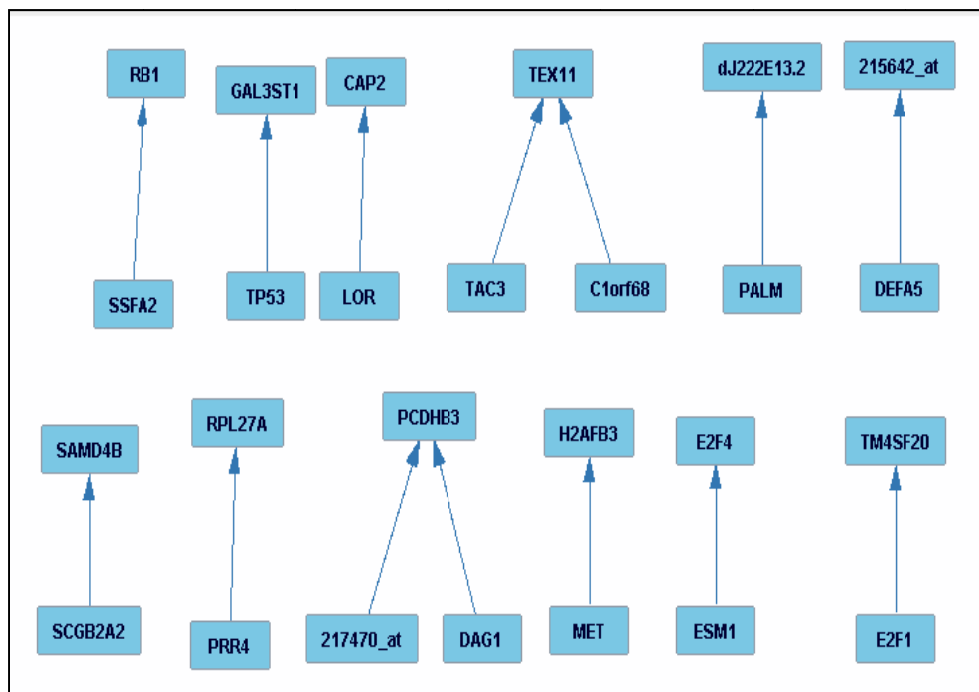 RB1
GAL3ST1
CAP2
TEX11
dJ222E13.2
215642_at
SSFA2
TP53
LOR
TAC3
C1orf68
PALM
DEFA5
SAMD4B
RPL27A
PCDHB3
H2AFB3
E2F4
TM4SF20
SCGB2A2
PRR4
217470_at
DAG1
MET
ESM1
E2F1